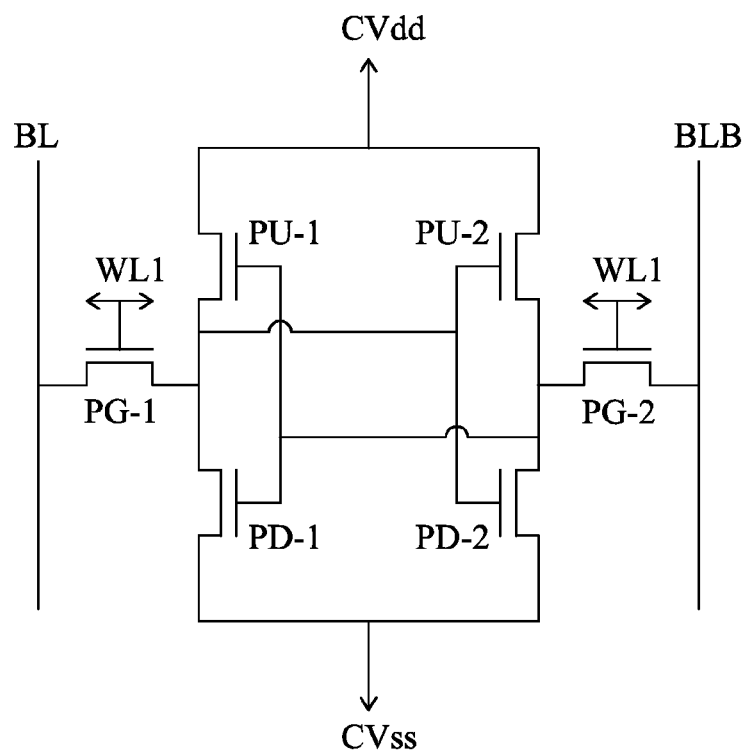 CVdd
BL
BLB
PU-1
PU-2
WL1
WL1
PG-1
PG-2
PD-1
PD-2
CVss